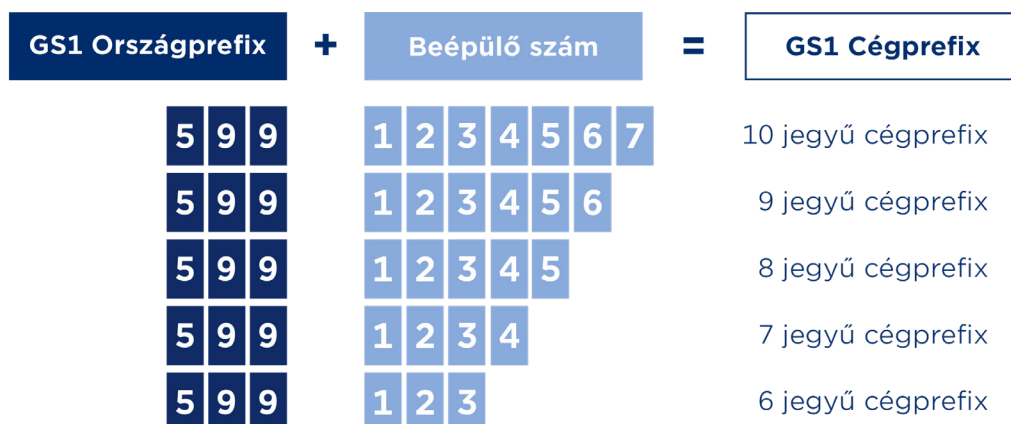 GS1 Országprefix + Beépülő szám = GS1 Cégprefix
5 9 9 1 2 3 4 5 6 7 10 jegyű cégprefix
5 9 9 1 2 3 4 5 6 9 jegyű cégprefix
5 9 9 1 2 3 4 5 8 jegyű cégprefix
5 9 9 1 2 3 4 7 jegyű cégprefix
5 9 9 1 2 3 6 jegyű cégprefix